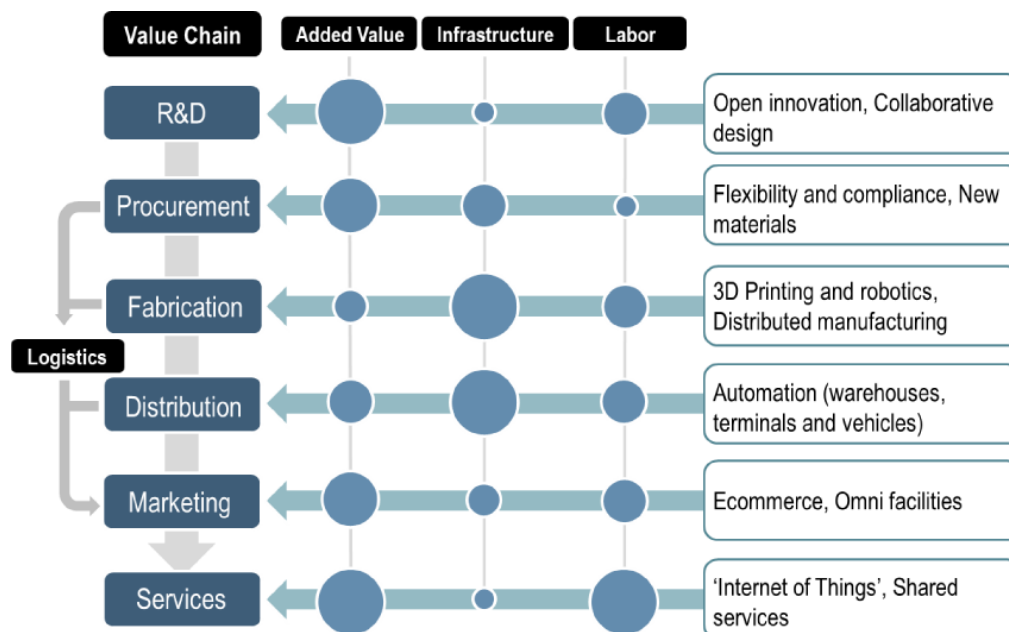 Value Chain
Added Value
Infrastructure
Labor
R&D
Open innovation, Collaborative
design
Procurement
Flexibility and compliance, New
materials
Fabrication
3D Printing and robotics,
Distributed manufacturing
Logistics
Distribution
Automation (warehouses,
terminals and vehicles)
Marketing
Ecommerce, Omni facilities
Services
‘Internet of Things’, Shared
services